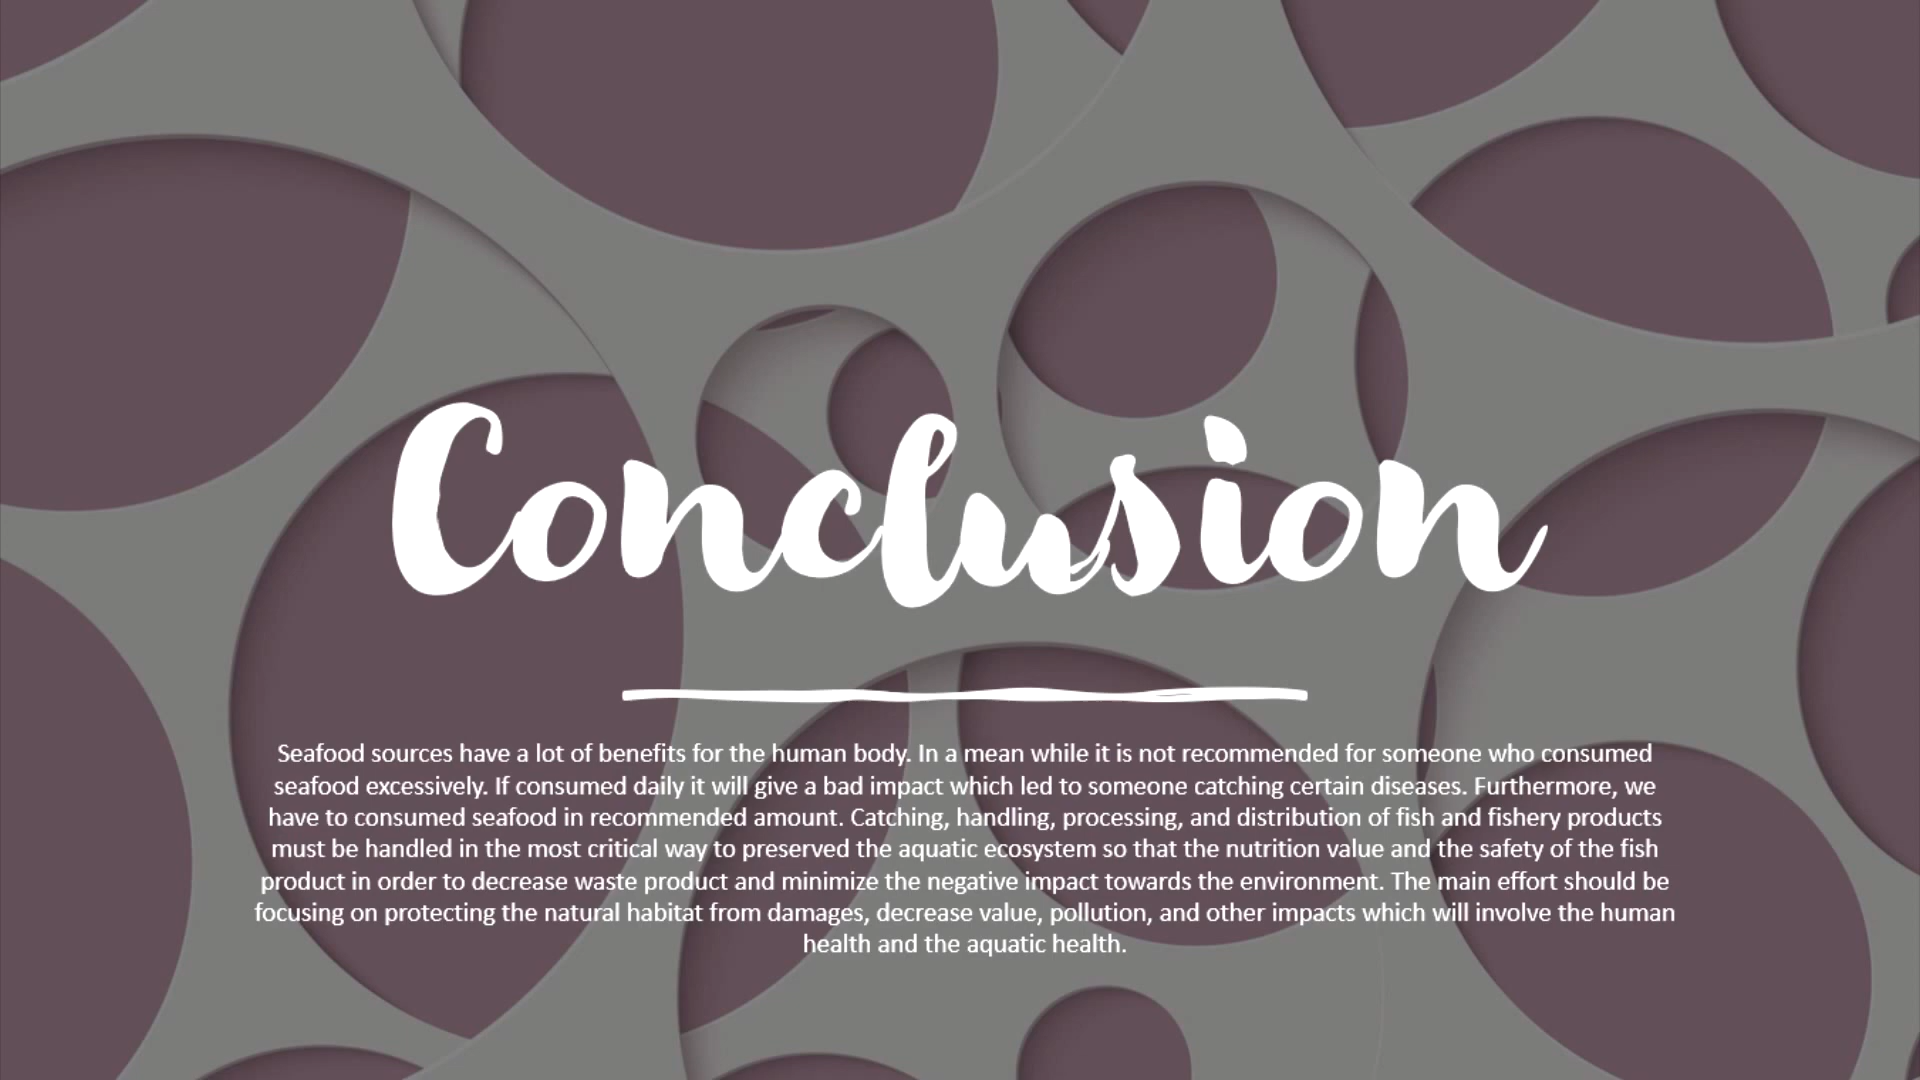 Conclusion
Seafood sources have a lot of benefits for the human body. In a mean while it is not recommended for someone who consumed
seafood excessively. If consumed daily it will give a bad impact which led to someone catching certain diseases. Furthermore, we
have to consumed seafood in recommended amount. Catching, handling, processing, and distribution of fish and fishery products
must be handled in the most critical way to preserved the aquatic ecosystem so that the nutrition value and the safety of the fish
product in order to decrease waste product and minimize the negative impact towards the environment. The main effort should be
focusing on protecting the natural habitat from damages, decrease value, pollution, and other impacts which will involve the human
health and the aquatic health.